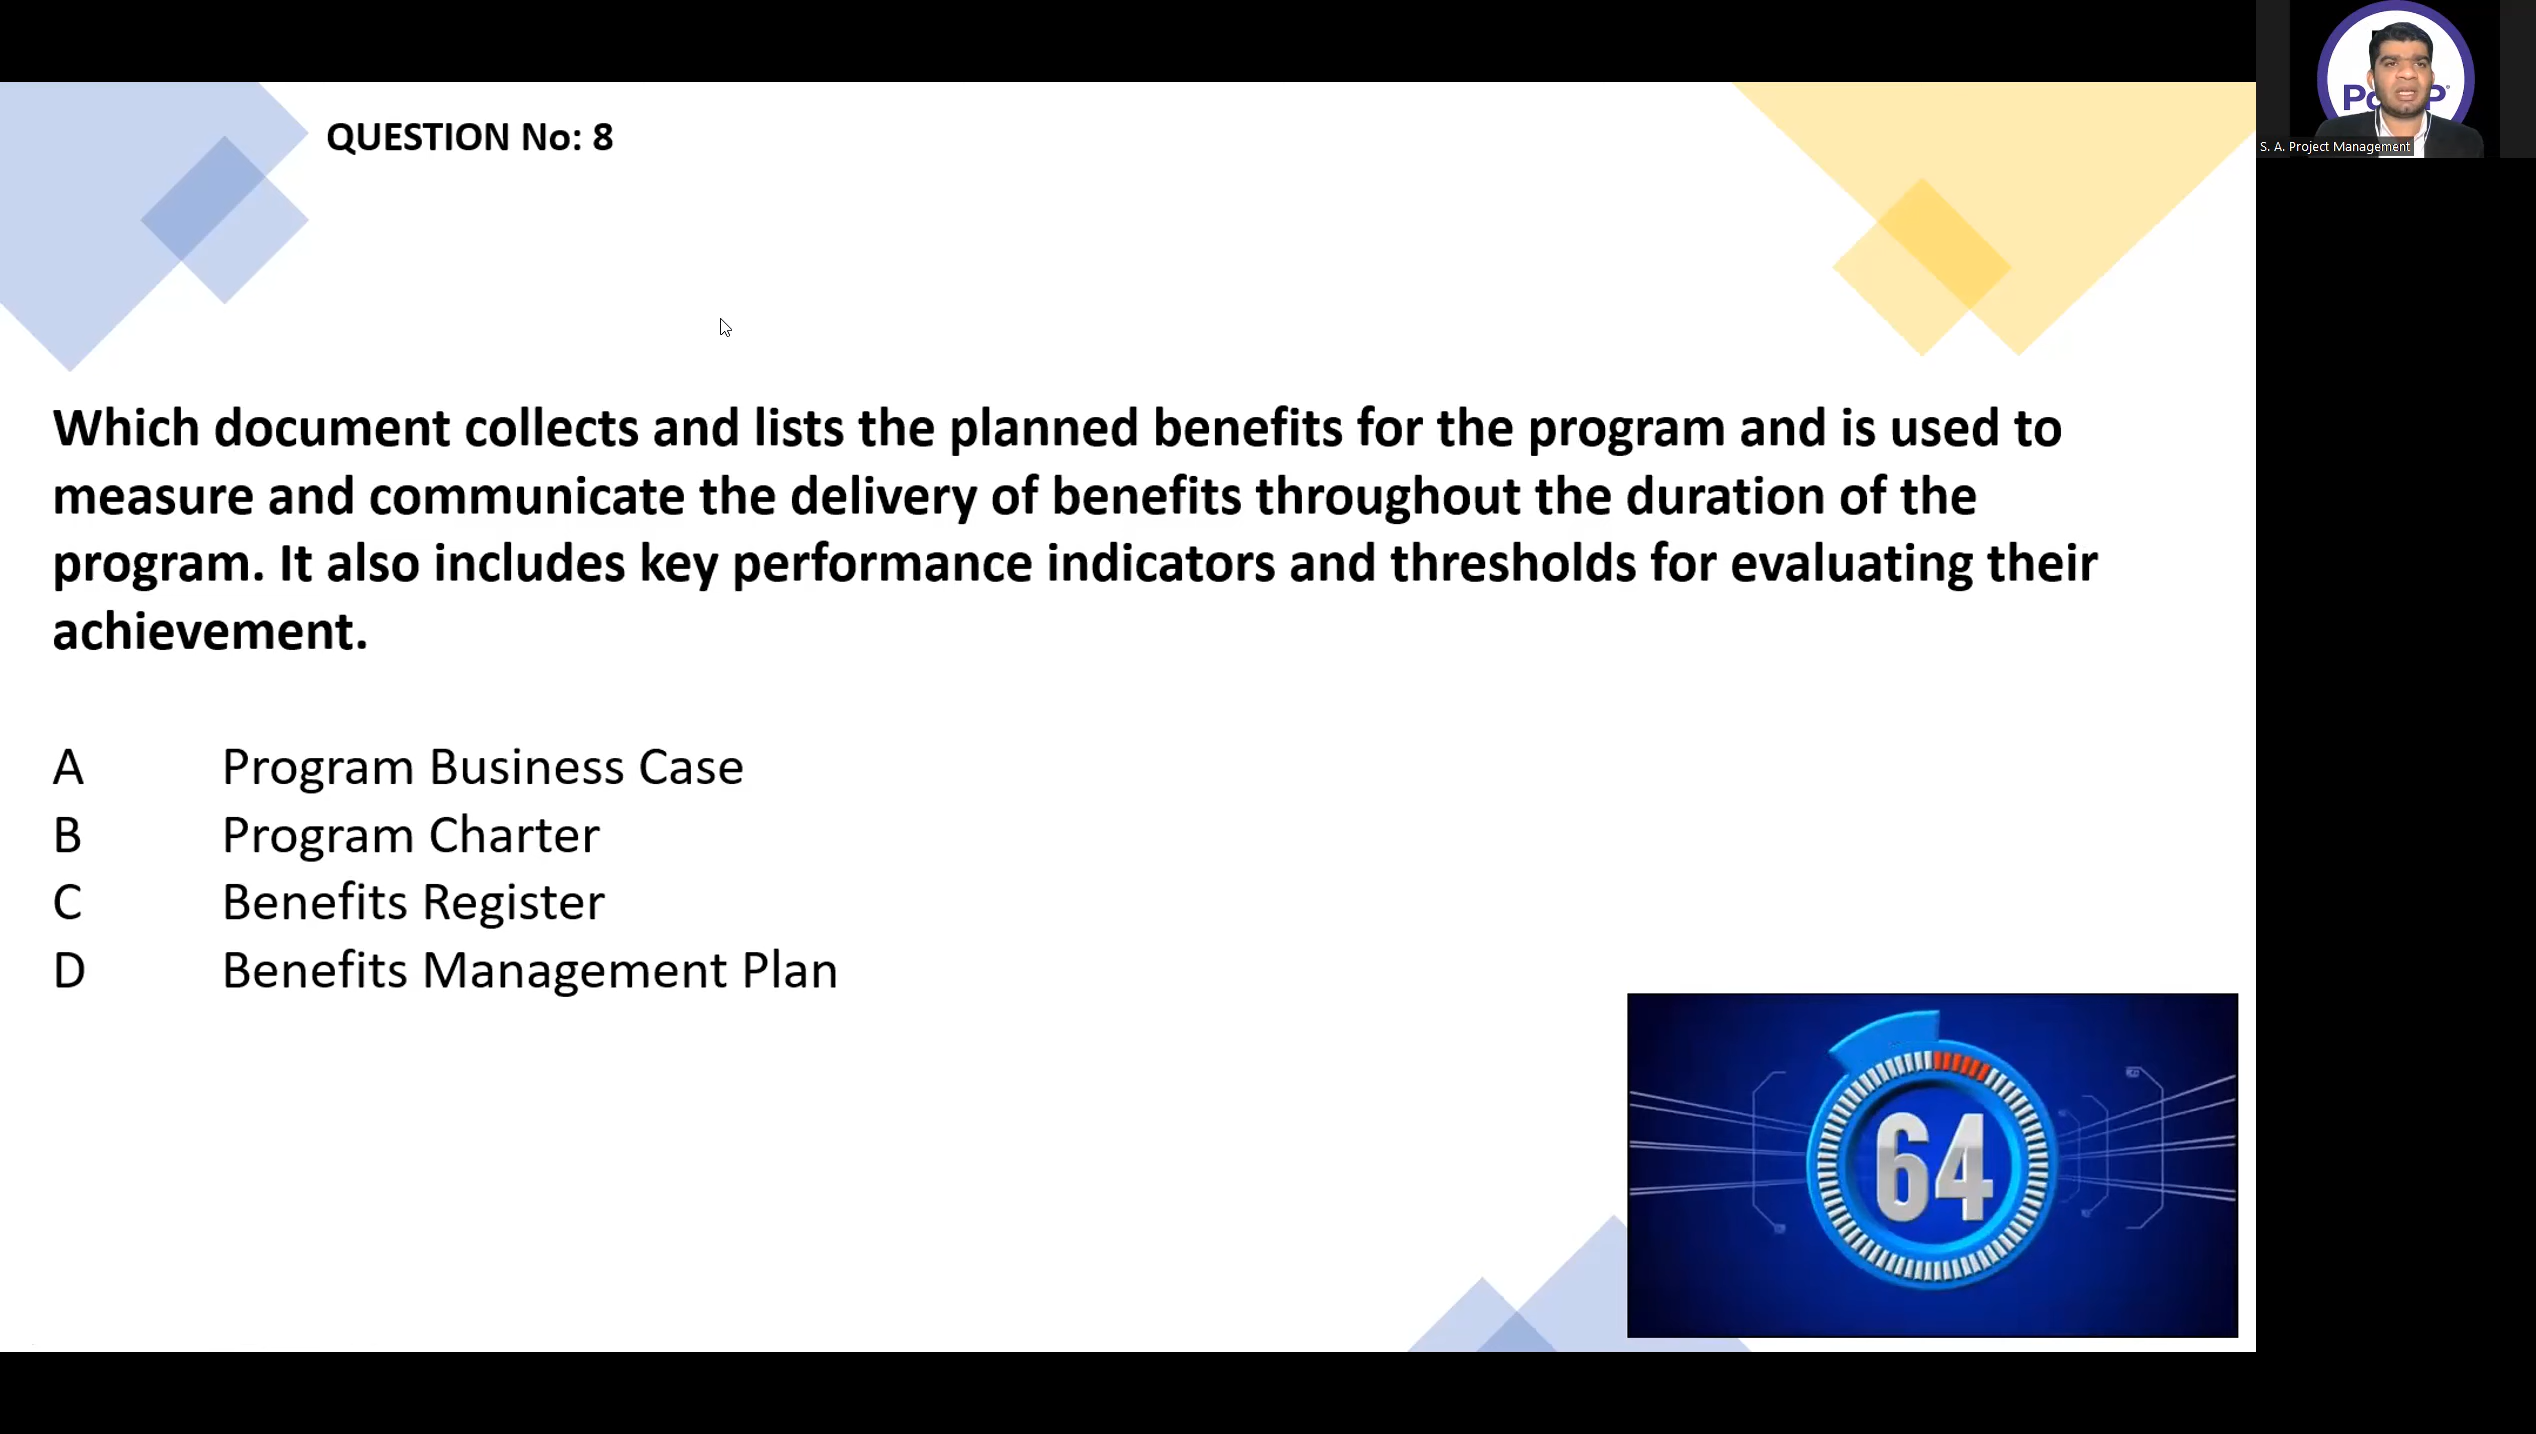 QUESTION No: 8
S. A. Project Management
Which document collects and lists the planned benefits for the program and is used to
measure and communicate the delivery of benefits throughout the duration of the
program. It also includes key performance indicators and thresholds for evaluating their
achievement.
A Program Business Case
B Program Charter
C Benefits Register
D Benefits Management Plan
64